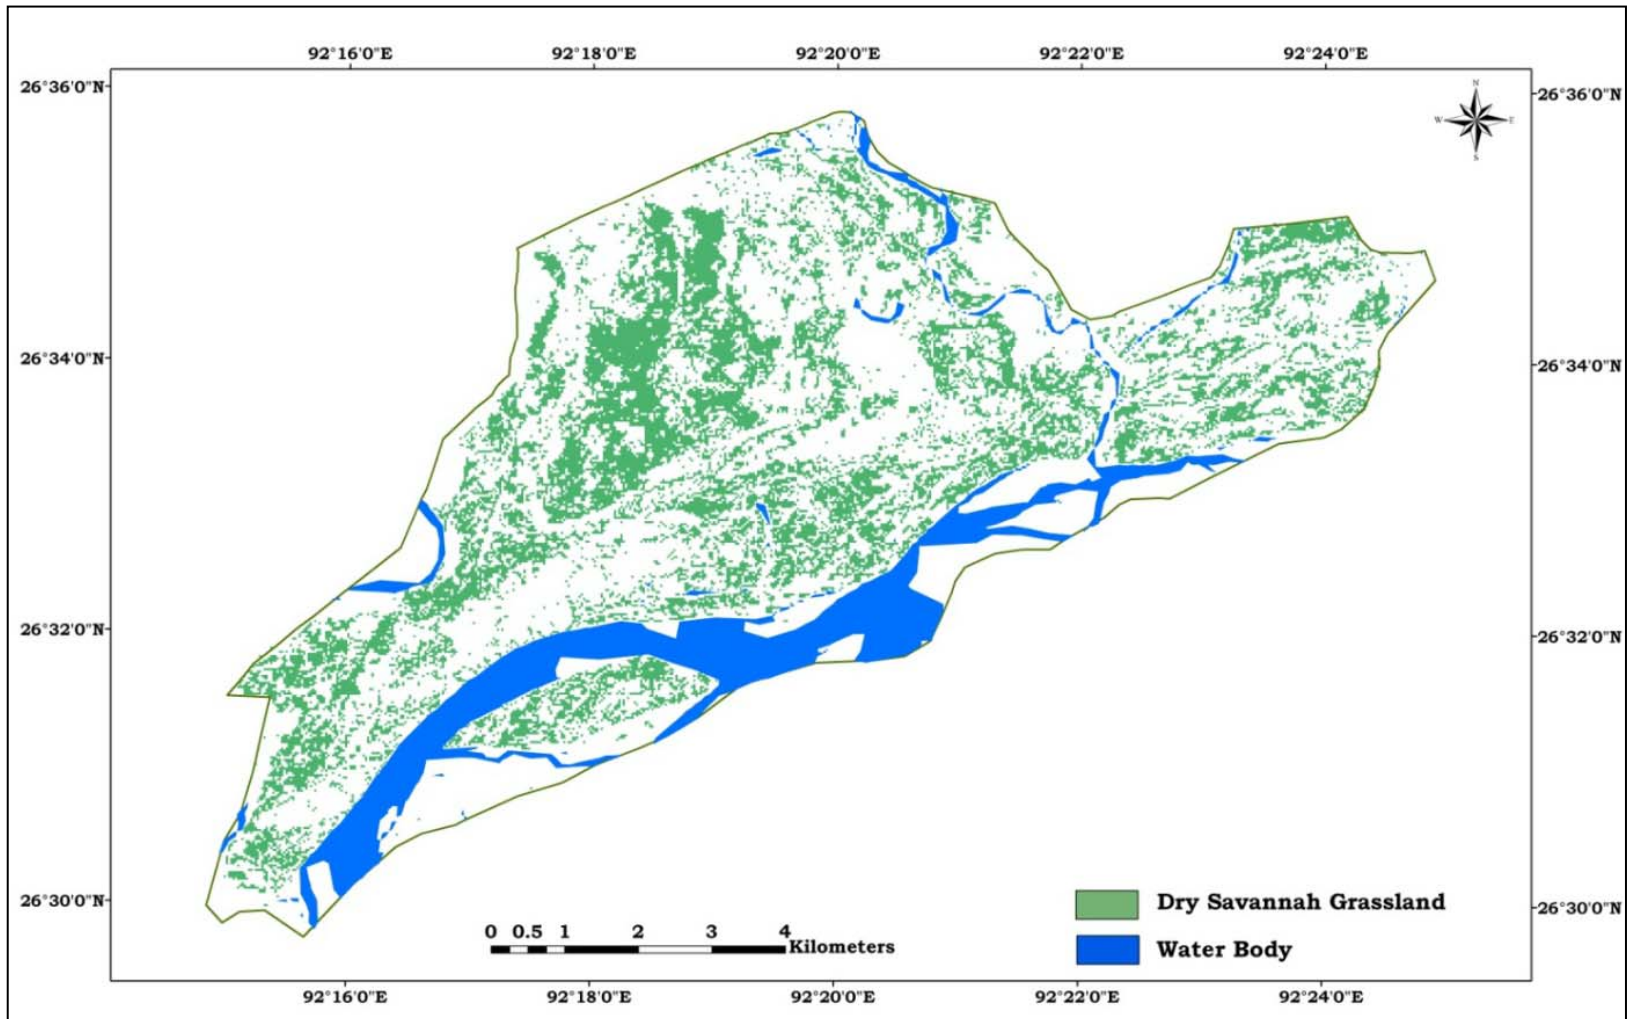 92°16'0"E 92°18'0"E 92°20'0"E 92°22'0"E 92°24'0"E
26°36'0"N 26°36'0"N
N
W E
S
26°34'0"N 26°34'0"N
26°32'0"N 26°32'0"N
26°30'0"N 26°30'0"N
Dry Savannah Grassland
0 0.5 1 2 3 4
Kilometers
Water Body
92°16'0"E 92°18'0"E 92°20'0"E 92°22'0"E 92°24'0"E